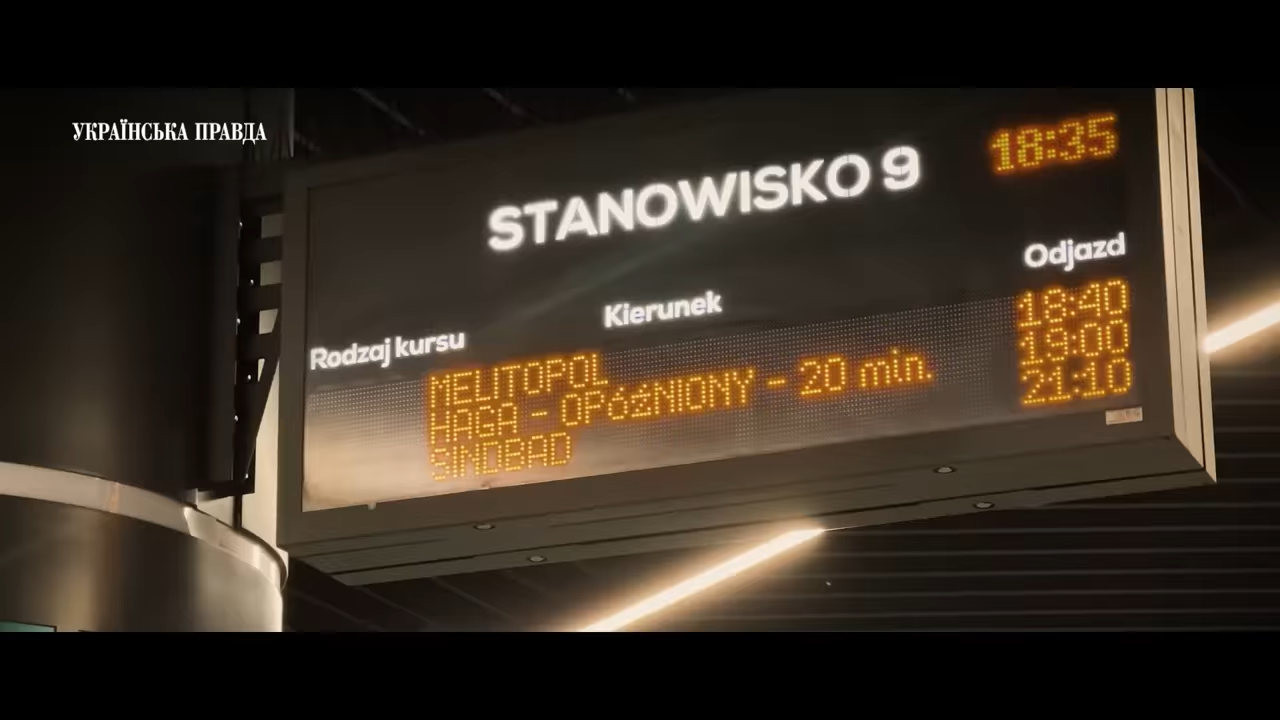 УКРАЇНСЬКА ПРАВДА
18:35
STANOWISKO 9
Rodzaj kursu Kierunek Odjazd
MELITOPOL 18:40
HAGA - OPóźNIONY - 20 min. 19:00
SINDBAD 21:10